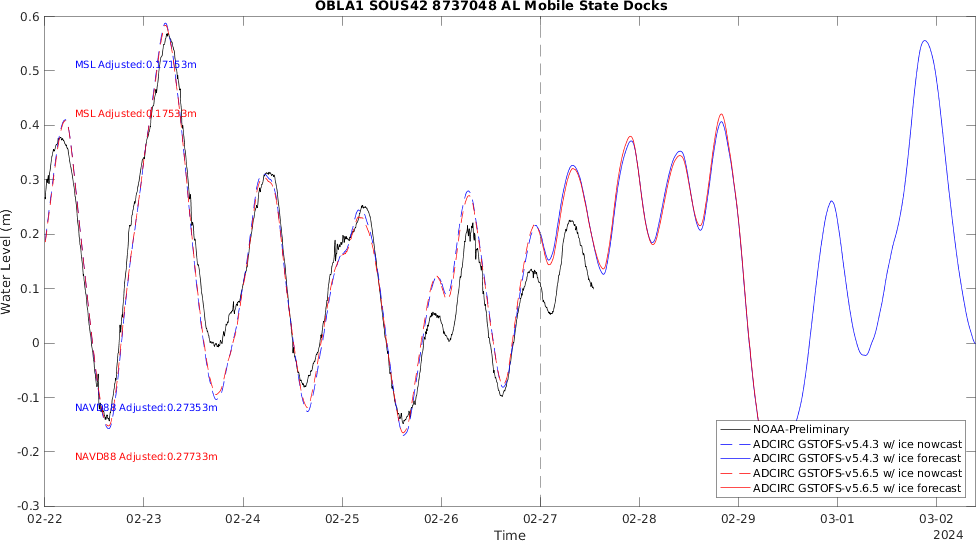 OBLA1 SOUS42 8737048 AL Mobile State Docks
0.6
0.5
0.4
0.3
0.2
0.1
0
-0.1
-0.2
-0.3
Water Level (m)
MSL Adjusted:0.17153m
MSL Adjusted:0.17533m
NAVD88 Adjusted:0.27353m
NAVD88 Adjusted:0.27733m
NOAA-Preliminary
ADCIRC GSTOFS-v5.4.3 w/ ice nowcast
ADCIRC GSTOFS-v5.4.3 w/ ice forecast
ADCIRC GSTOFS-v5.6.5 w/ ice nowcast
ADCIRC GSTOFS-v5.6.5 w/ ice forecast
02-22 02-23 02-24 02-25 02-26 02-27 02-28 02-29 03-01 03-02
Time
2024